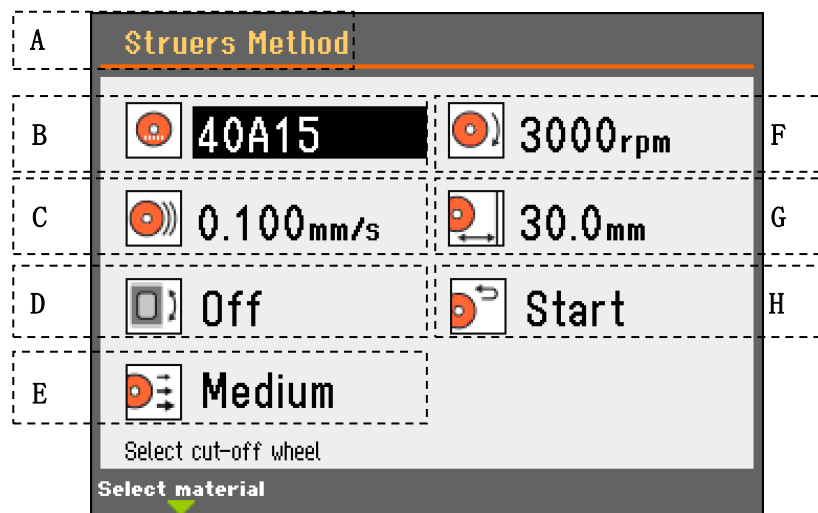 A Struers Method
B 40A15 3000rpm F
C 0.100mm/s 30.0mm G
D Off Start H
E Medium
Select cut-off wheel
Select material